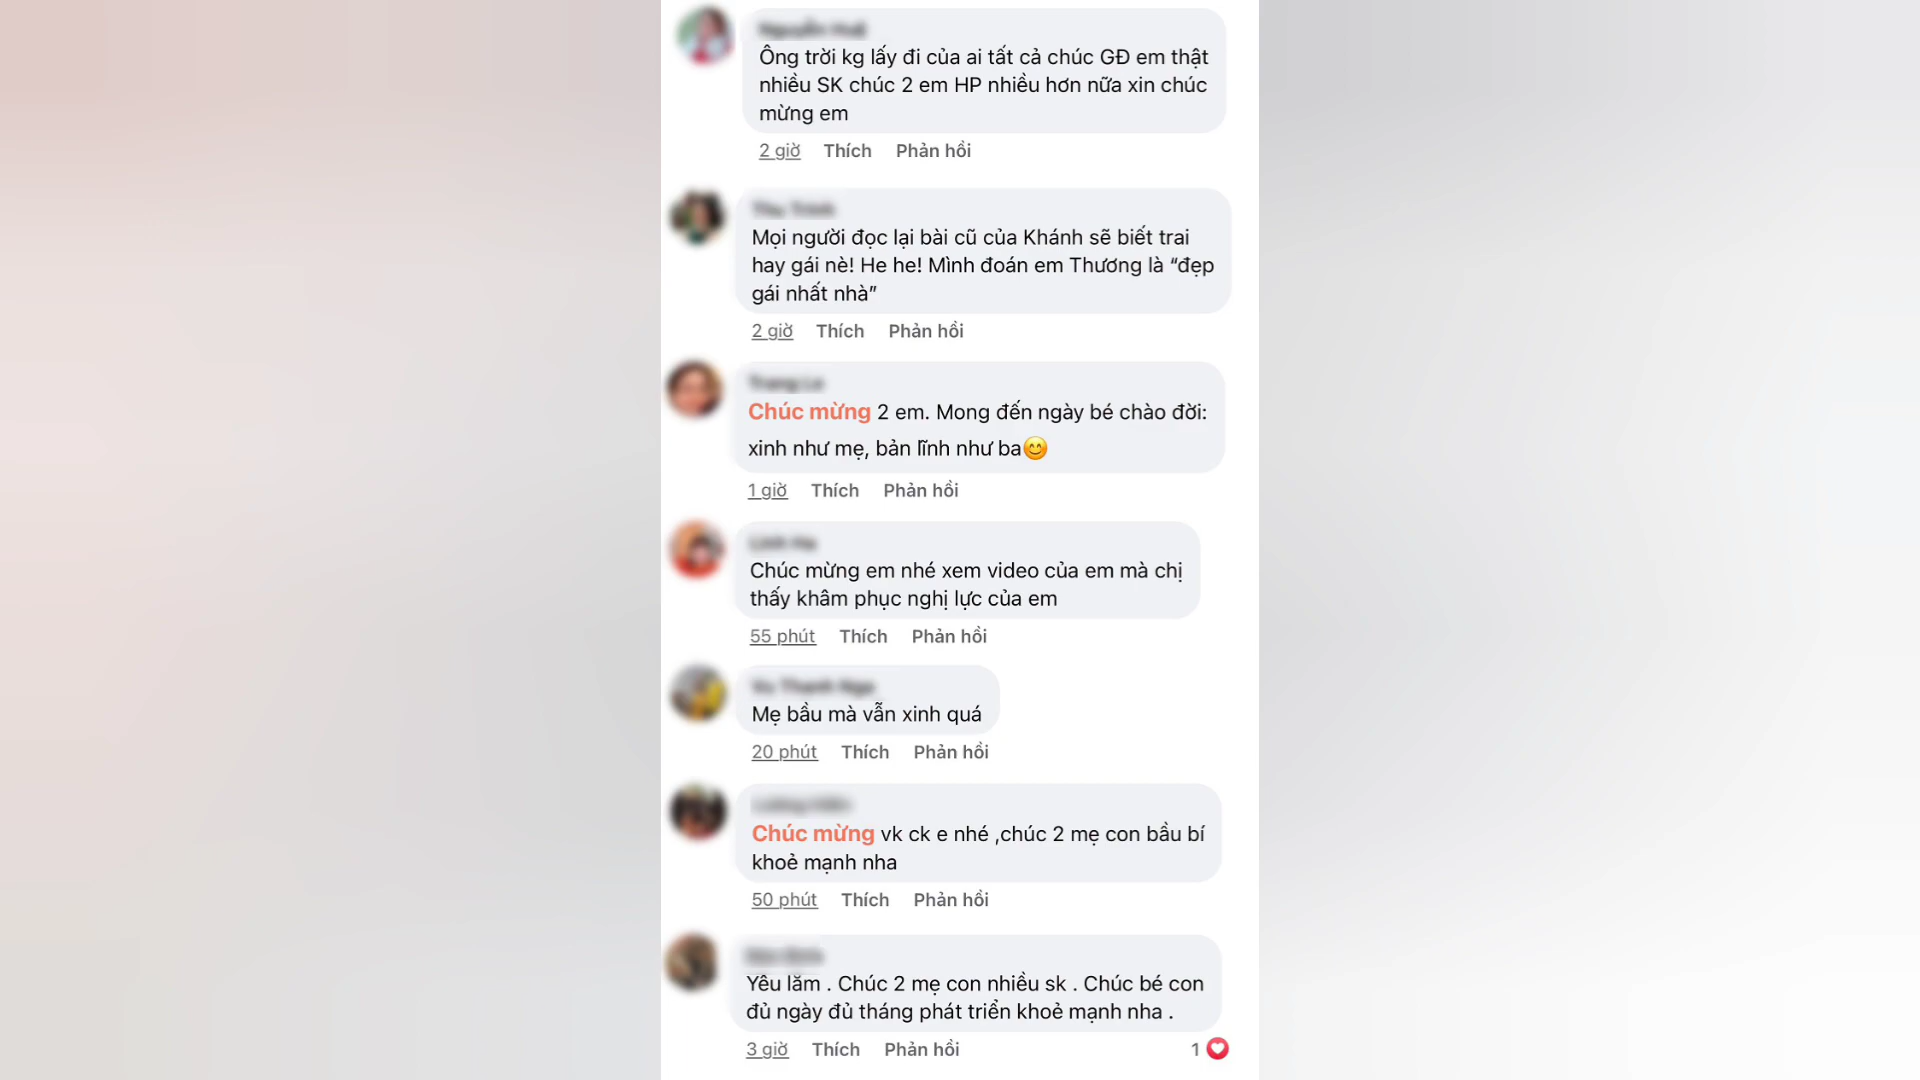 Ông trời kg lấy đi của ai tất cả chúc GĐ em thật
nhiều SK chúc 2 em HP nhiều hơn nữa xin chúc
mừng em
2 giờ Thích Phản hồi
Mọi người đọc lại bài cũ của Khánh sẽ biết trai
hay gái nè! He he! Mình đoán em Thương là “đẹp
gái nhất nhà”
2 giờ Thích Phản hồi
Chúc mừng 2 em. Mong đến ngày bé chào đời:
xinh như mẹ, bản lĩnh như ba😊
1 giờ Thích Phản hồi
Chúc mừng em nhé xem video của em mà chị
thấy khâm phục nghị lực của em
55 phút Thích Phản hồi
Mẹ bầu mà vẫn xinh quá
20 phút Thích Phản hồi
Chúc mừng vk ck e nhé ,chúc 2 mẹ con bầu bí
khoẻ mạnh nha
50 phút Thích Phản hồi
Yêu lắm . Chúc 2 mẹ con nhiều sk . Chúc bé con
đủ ngày đủ tháng phát triển khoẻ mạnh nha .
3 giờ Thích Phản hồi 1